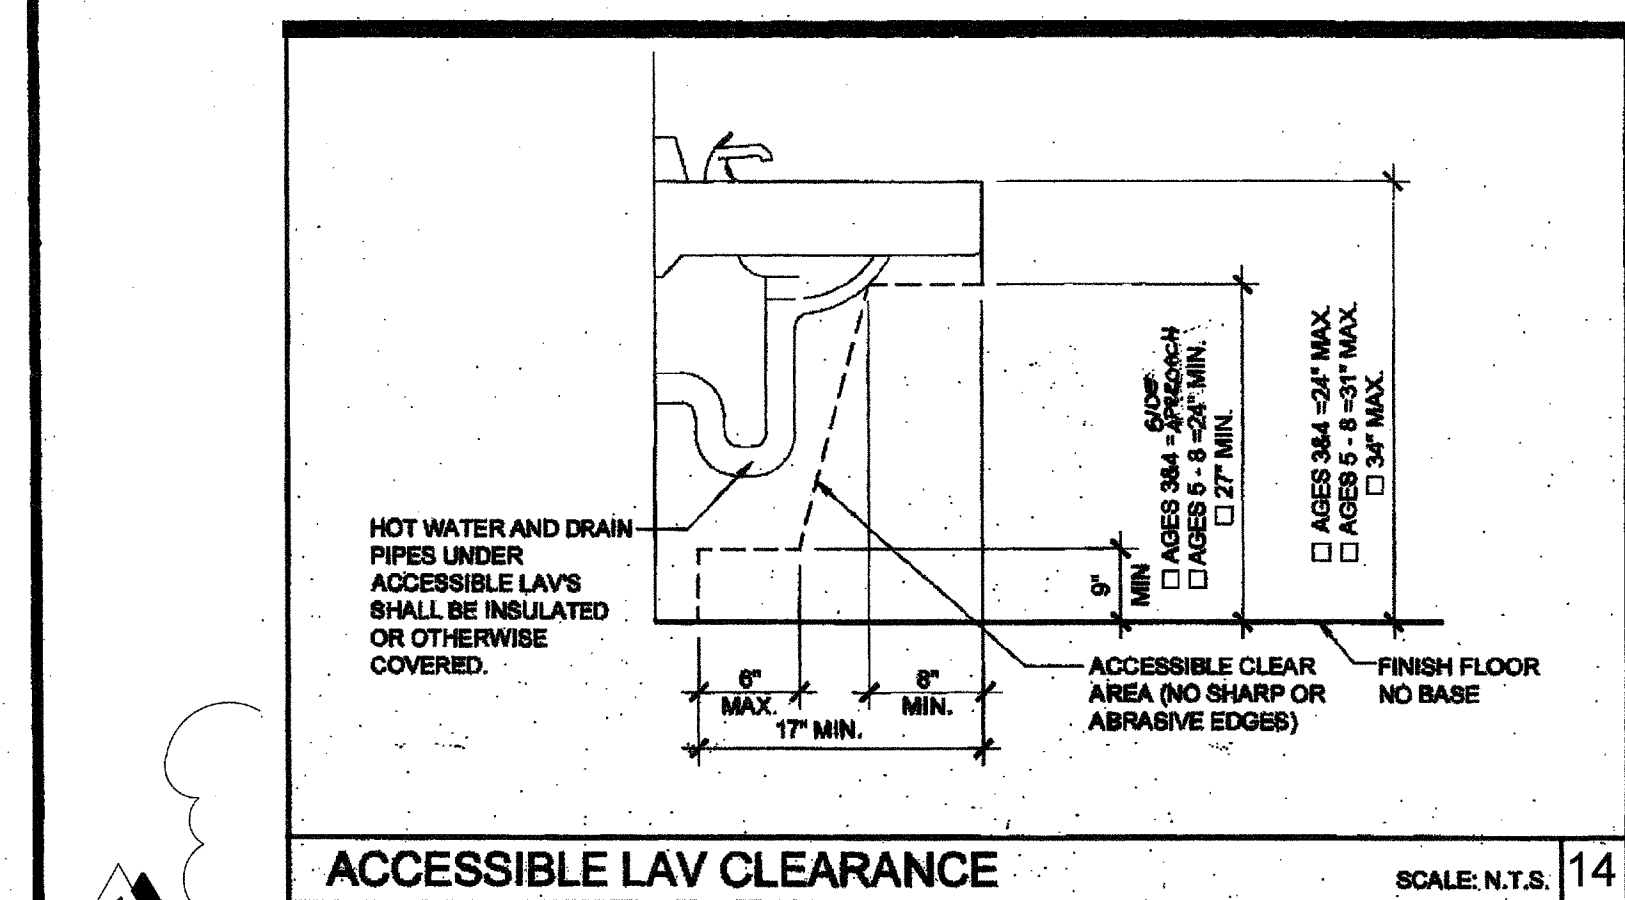 HOT WATER AND DRAIN
PIPES UNDER
ACCESSIBLE LAV'S
SHALL BE INSULATED
OR OTHERWISE
COVERED.
6"
MAX.
8"
MIN.
17" MIN.
9"
MIN
SIDE
☐ AGES 3&4 = APPROACH
☐ AGES 5 - 8 =24" MIN.
☐ 27" MIN.
☐ AGES 3&4 =24" MAX.
☐ AGES 5 - 8 =31" MAX.
☐ 34" MAX.
ACCESSIBLE CLEAR
AREA (NO SHARP OR
ABRASIVE EDGES)
FINISH FLOOR
NO BASE
ACCESSIBLE LAV CLEARANCE
SCALE: N.T.S.
14